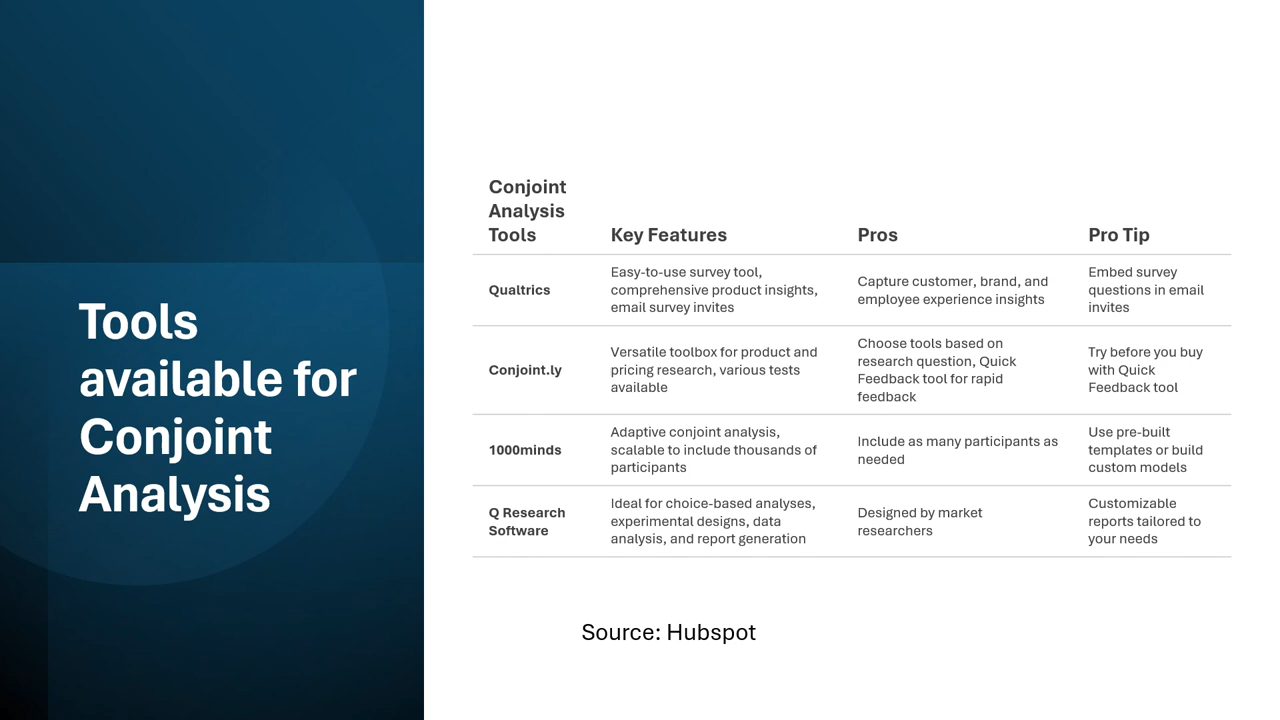 Tools
available for
Conjoint
Analysis
Conjoint
Analysis
Tools
Key Features
Pros
Pro Tip
Qualtrics
Easy-to-use survey tool,
comprehensive product insights,
email survey invites
Capture customer, brand, and
employee experience insights
Embed survey
questions in email
invites
Conjoint.ly
Versatile toolbox for product and
pricing research, various tests
available
Choose tools based on
research question, Quick
Feedback tool for rapid
feedback
Try before you buy
with Quick
Feedback tool
1000minds
Adaptive conjoint analysis,
scalable to include thousands of
participants
Include as many participants as
needed
Use pre-built
templates or build
custom models
Q Research
Software
Ideal for choice-based analyses,
experimental designs, data
analysis, and report generation
Designed by market
researchers
Customizable
reports tailored to
your needs
Source: Hubspot